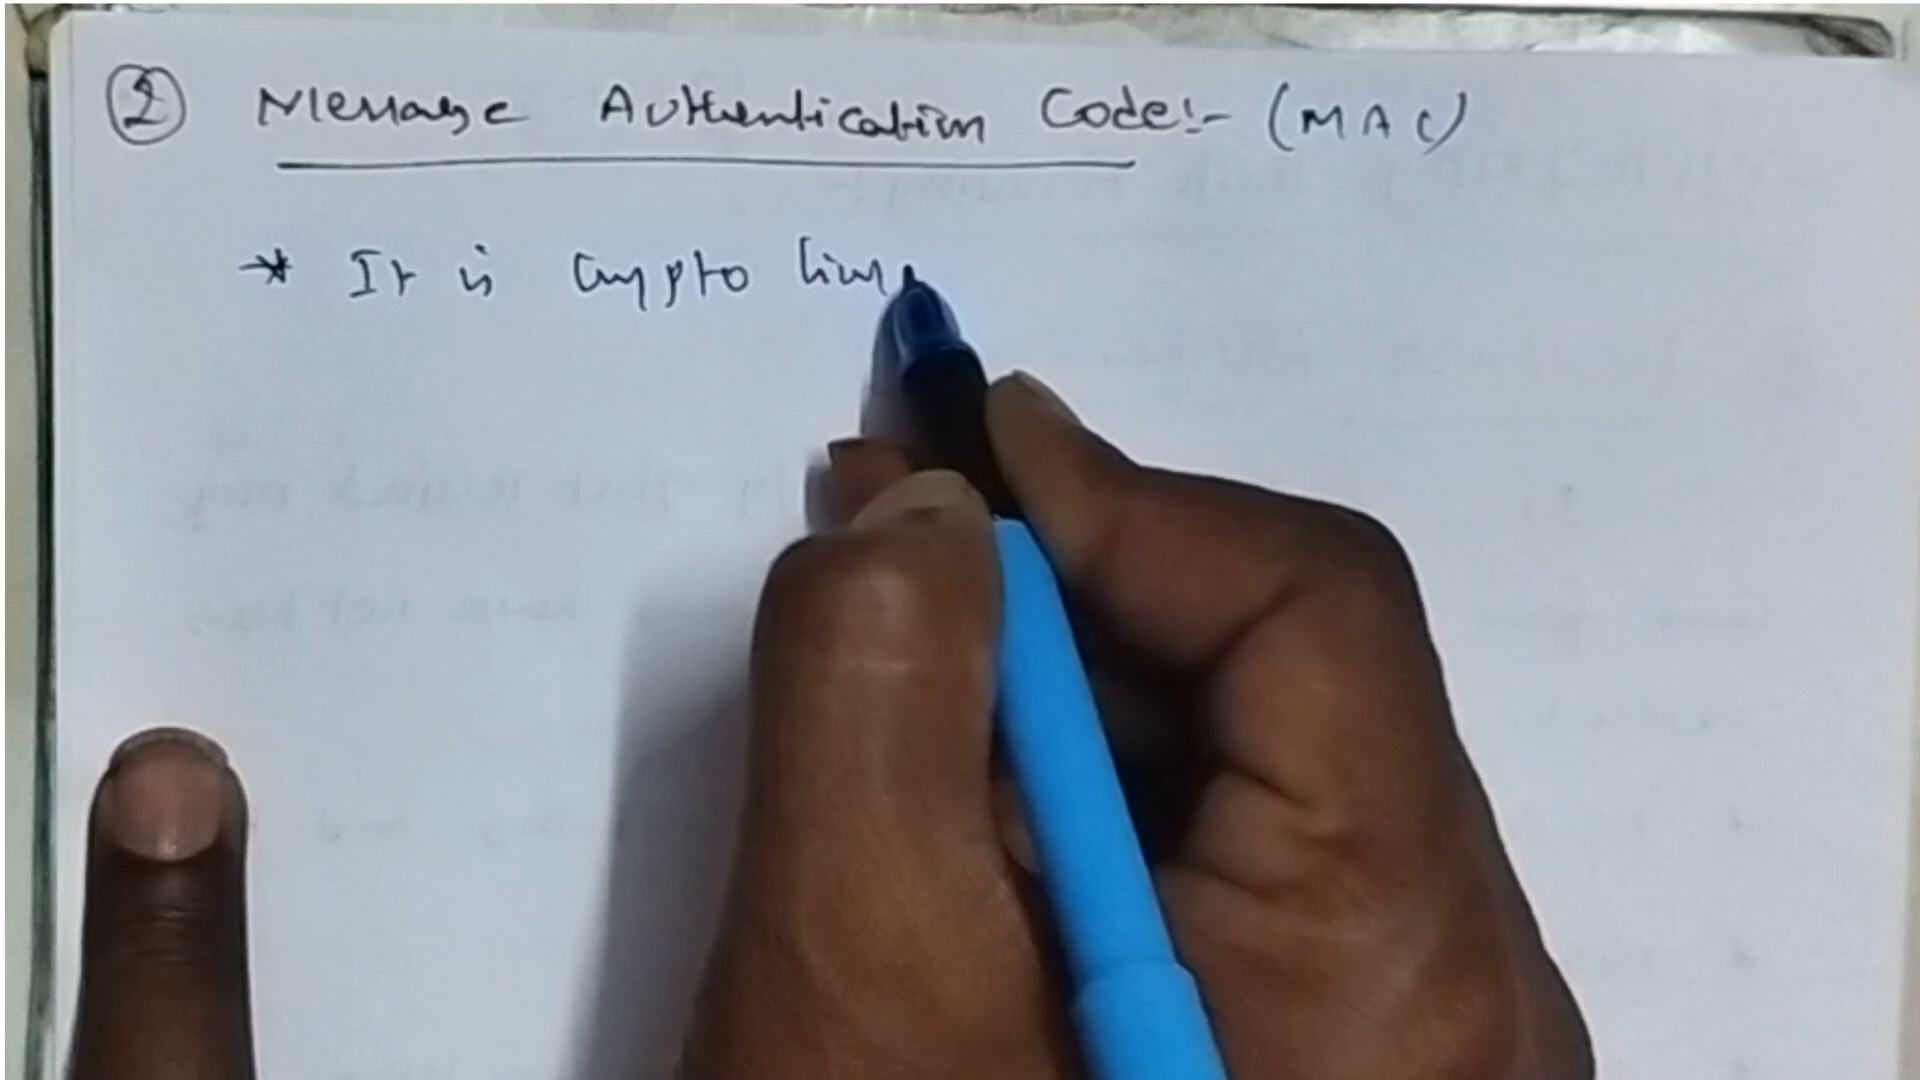 ② Message Authentication Code:- (MAC)
* It is Crypto